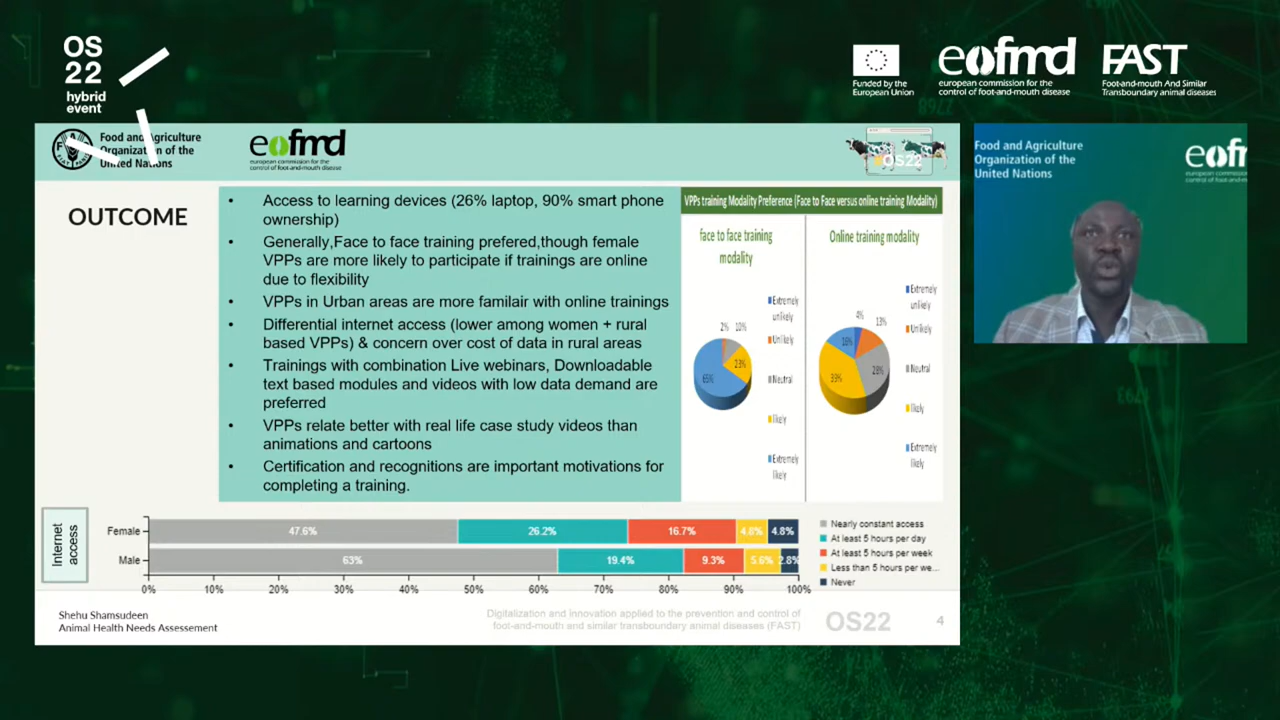 OS
22
hybrid
event
Funded by the
European Union
eofmd
european commission for the
control of foot-and-mouth disease
FAST
Foot-and-mouth And Similar
Transboundary animal diseases
Food and Agriculture
Organization of the
United Nations
eofmd
european commission for the
control of foot-and-mouth disease
OS22
Food and Agriculture
Organization of the
United Nations
eofm
european commission
control of foot-and-mouth
OUTCOME
• Access to learning devices (26% laptop, 90% smart phone
ownership)
• Generally,Face to face training prefered,though female
VPPs are more likely to participate if trainings are online
due to flexibility
• VPPs in Urban areas are more familair with online trainings
• Differential internet access (lower among women + rural
based VPPs) & concern over cost of data in rural areas
• Trainings with combination Live webinars, Downloadable
text based modules and videos with low data demand are
preferred
• VPPs relate better with real life case study videos than
animations and cartoons
• Certification and recognitions are important motivations for
completing a training.
VPPs training Modality Preference (Face to Face versus online training Modality)
face to face training
modality
2% 10%
23%
65%
Extremely
unlikely
Unlikely
Neutral
likely
Extremely
likely
Online training modality
4% 13%
16%
28%
39%
Extremely
unlikely
Unlikely
Neutral
likely
Extremely
likely
Internet
access
Female 47.6% 26.2% 16.7% 4.8% 4.8%
Male 63% 19.4% 9.3% 5.6% 2.8%
0% 10% 20% 30% 40% 50% 60% 70% 80% 90% 100%
Nearly constant access
At least 5 hours per day
At least 5 hours per week
Less than 5 hours per we...
Never
Shehu Shamsudeen
Animal Health Needs Assessement
Digitalization and innovation applied to the prevention and control of
foot-and-mouth and similar transboundary animal diseases (FAST)
OS22
4